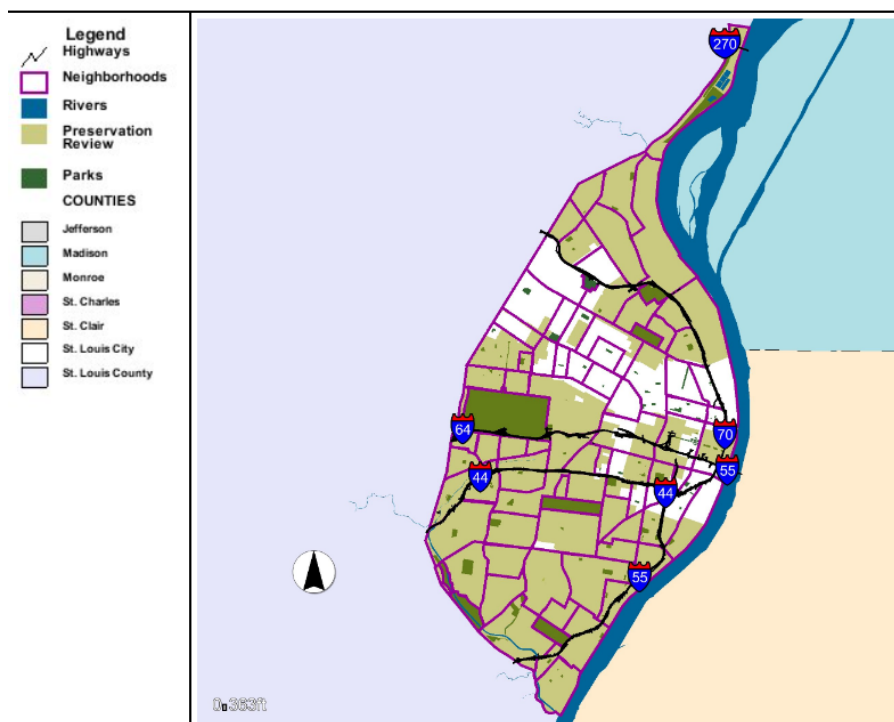 Legend
Highways
Neighborhoods
Rivers
Preservation
Review
Parks
COUNTIES
Jefferson
Madison
Monroe
St. Charles
St. Clair
St. Louis City
St. Louis County
270
64
70
44
55
44
55